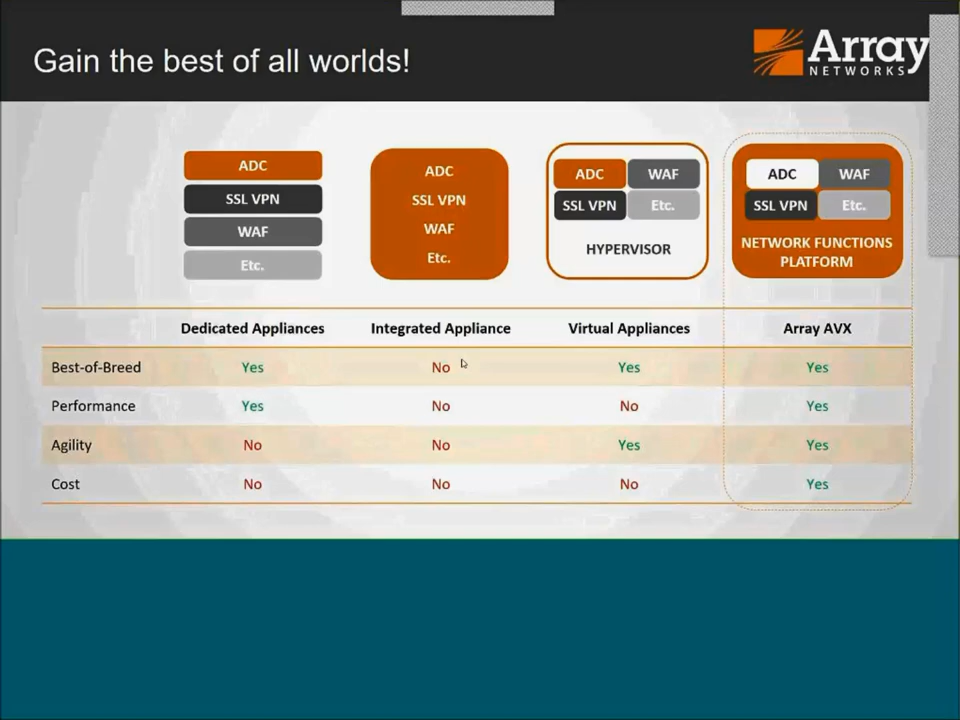 Gain the best of all worlds!
Array
NETWORKS
ADC
SSL VPN
WAF
Etc.
ADC
SSL VPN
WAF
Etc.
ADC WAF
SSL VPN Etc.
HYPERVISOR
ADC WAF
SSL VPN Etc.
NETWORK FUNCTIONS
PLATFORM
Dedicated Appliances Integrated Appliance Virtual Appliances Array AVX
Best-of-Breed Yes No Yes Yes
Performance Yes No No Yes
Agility No No Yes Yes
Cost No No No Yes